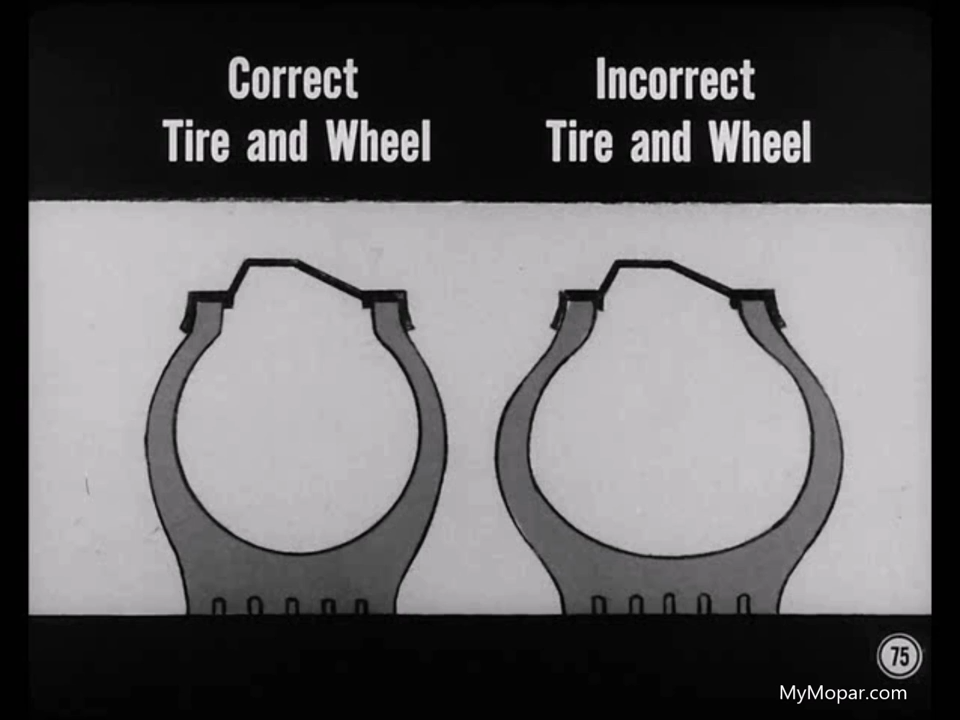 Correct
Tire and Wheel
Incorrect
Tire and Wheel
75
MyMopar.com